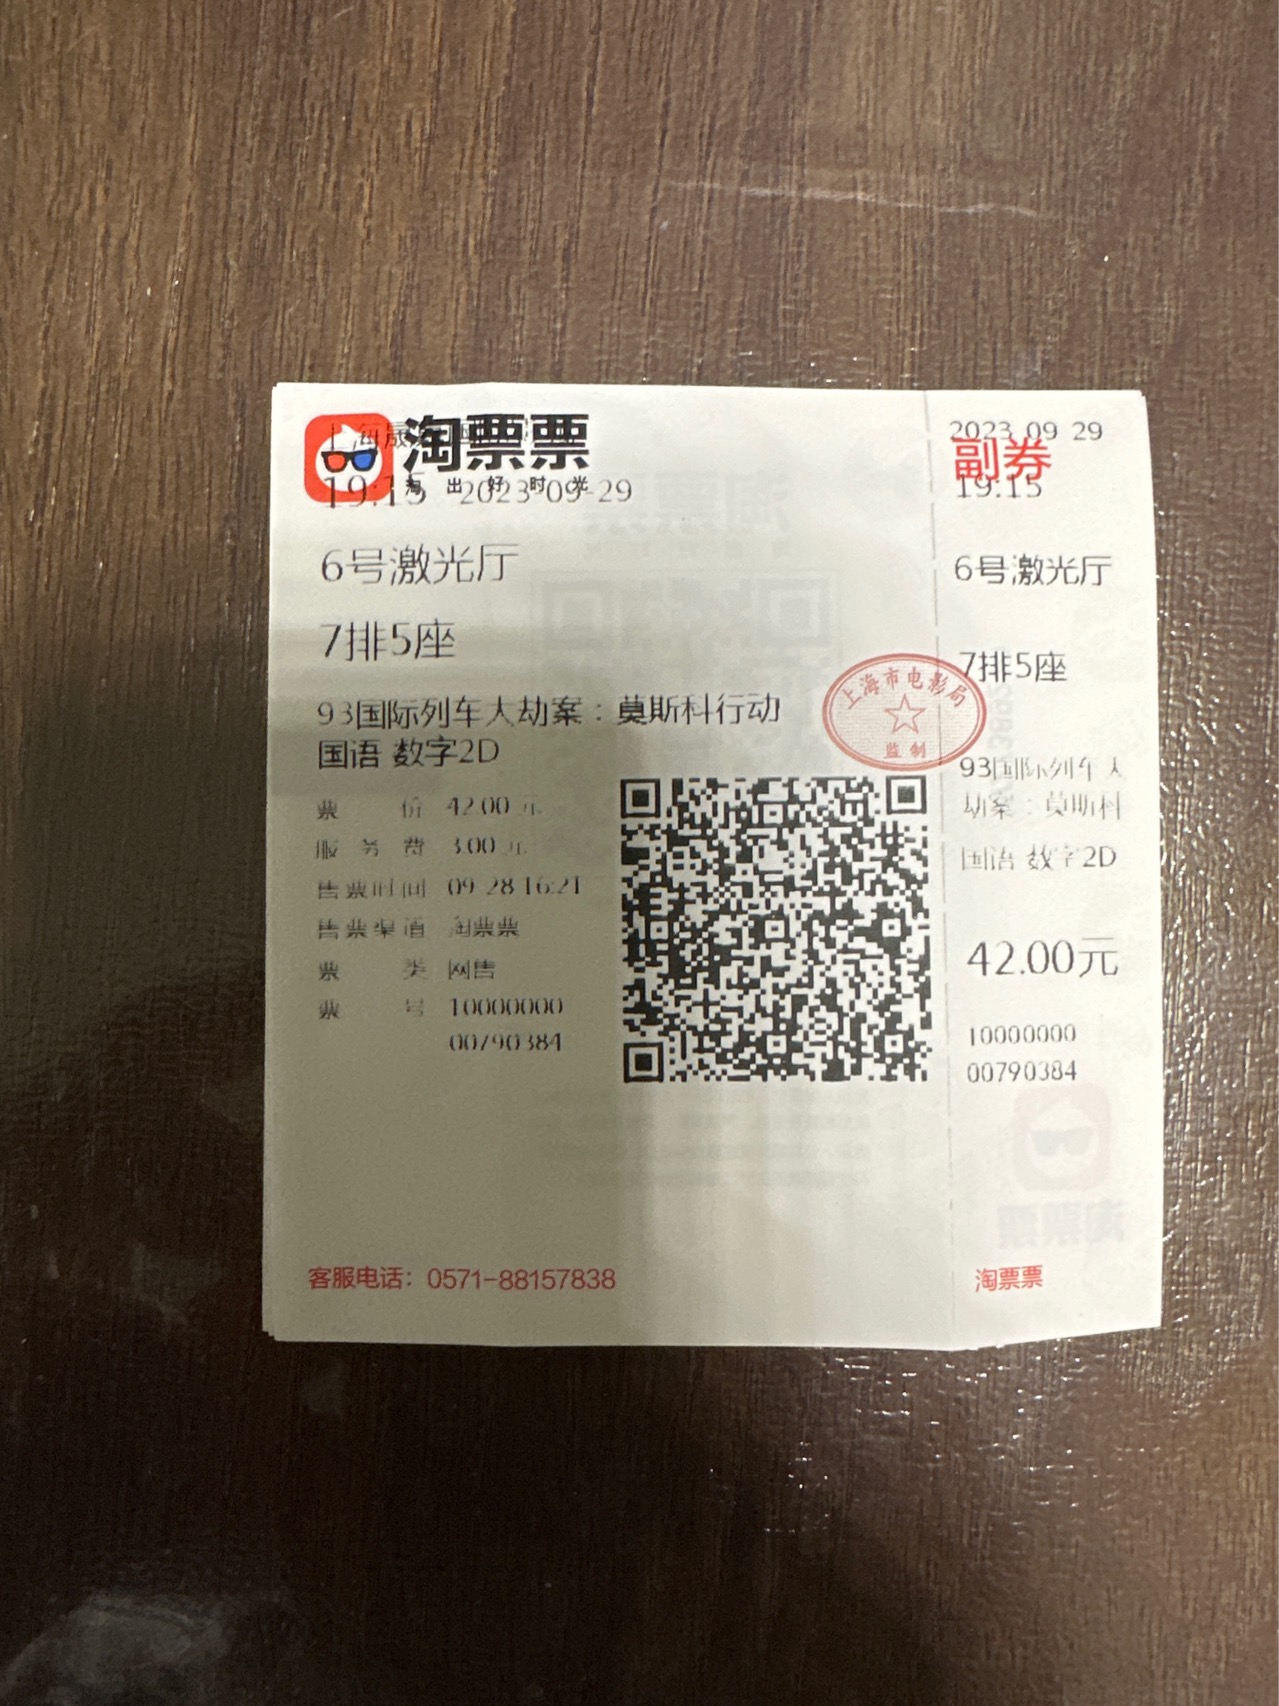 淘票票
淘 出 好 时 光
19:15 2023-09-29
6号激光厅
7排5座
93国际列车大劫案：莫斯科行动
国语 数字2D
票 价 42.00 元
服 务 费 3.00 元
售票时间 09-28 16:21
售票渠道 淘票票
票 类 网售
票 号 10000000
00790384
客服电话：0571-88157838
上海市电影局
监制
2023 09 29
副券
19:15
6号激光厅
7排5座
93国际列车大
劫案：莫斯科
国语 数字2D
42.00元
10000000
00790384
淘票票